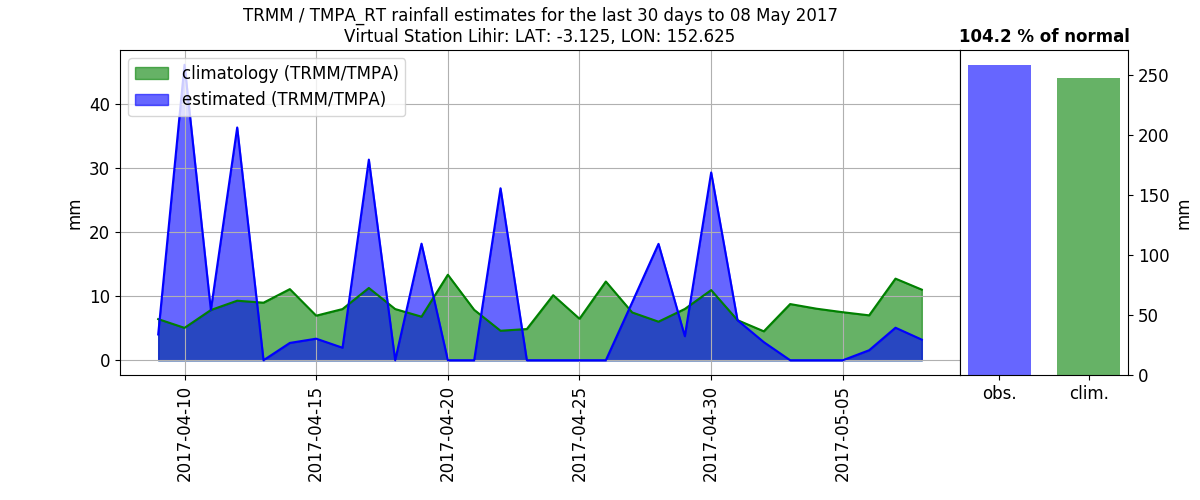 TRMM / TMPA_RT rainfall estimates for the last 30 days to 08 May 2017
Virtual Station Lihir: LAT: -3.125, LON: 152.625
104.2 % of normal
climatology (TRMM/TMPA)
estimated (TRMM/TMPA)
mm
40
30
20
10
0
2017-04-10
2017-04-15
2017-04-20
2017-04-25
2017-04-30
2017-05-05
250
200
150
100
50
0
mm
obs.
clim.